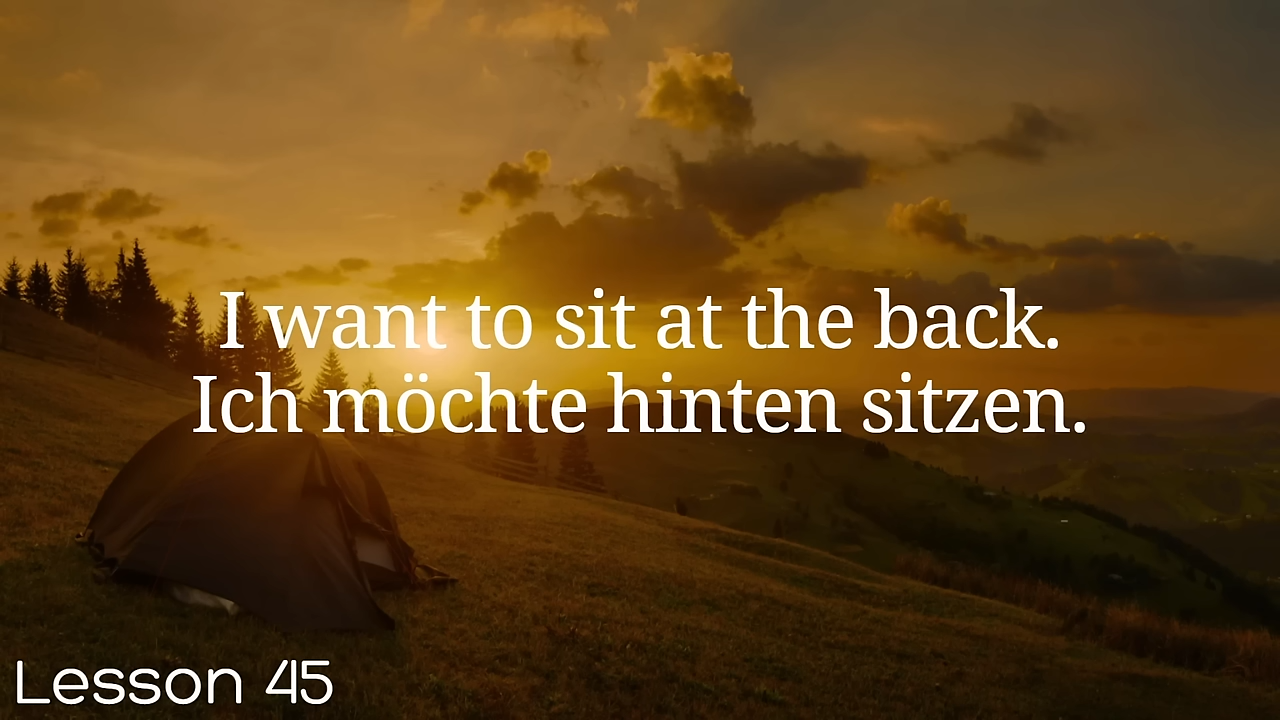 I want to sit at the back.
Ich möchte hinten sitzen.
Lesson 45